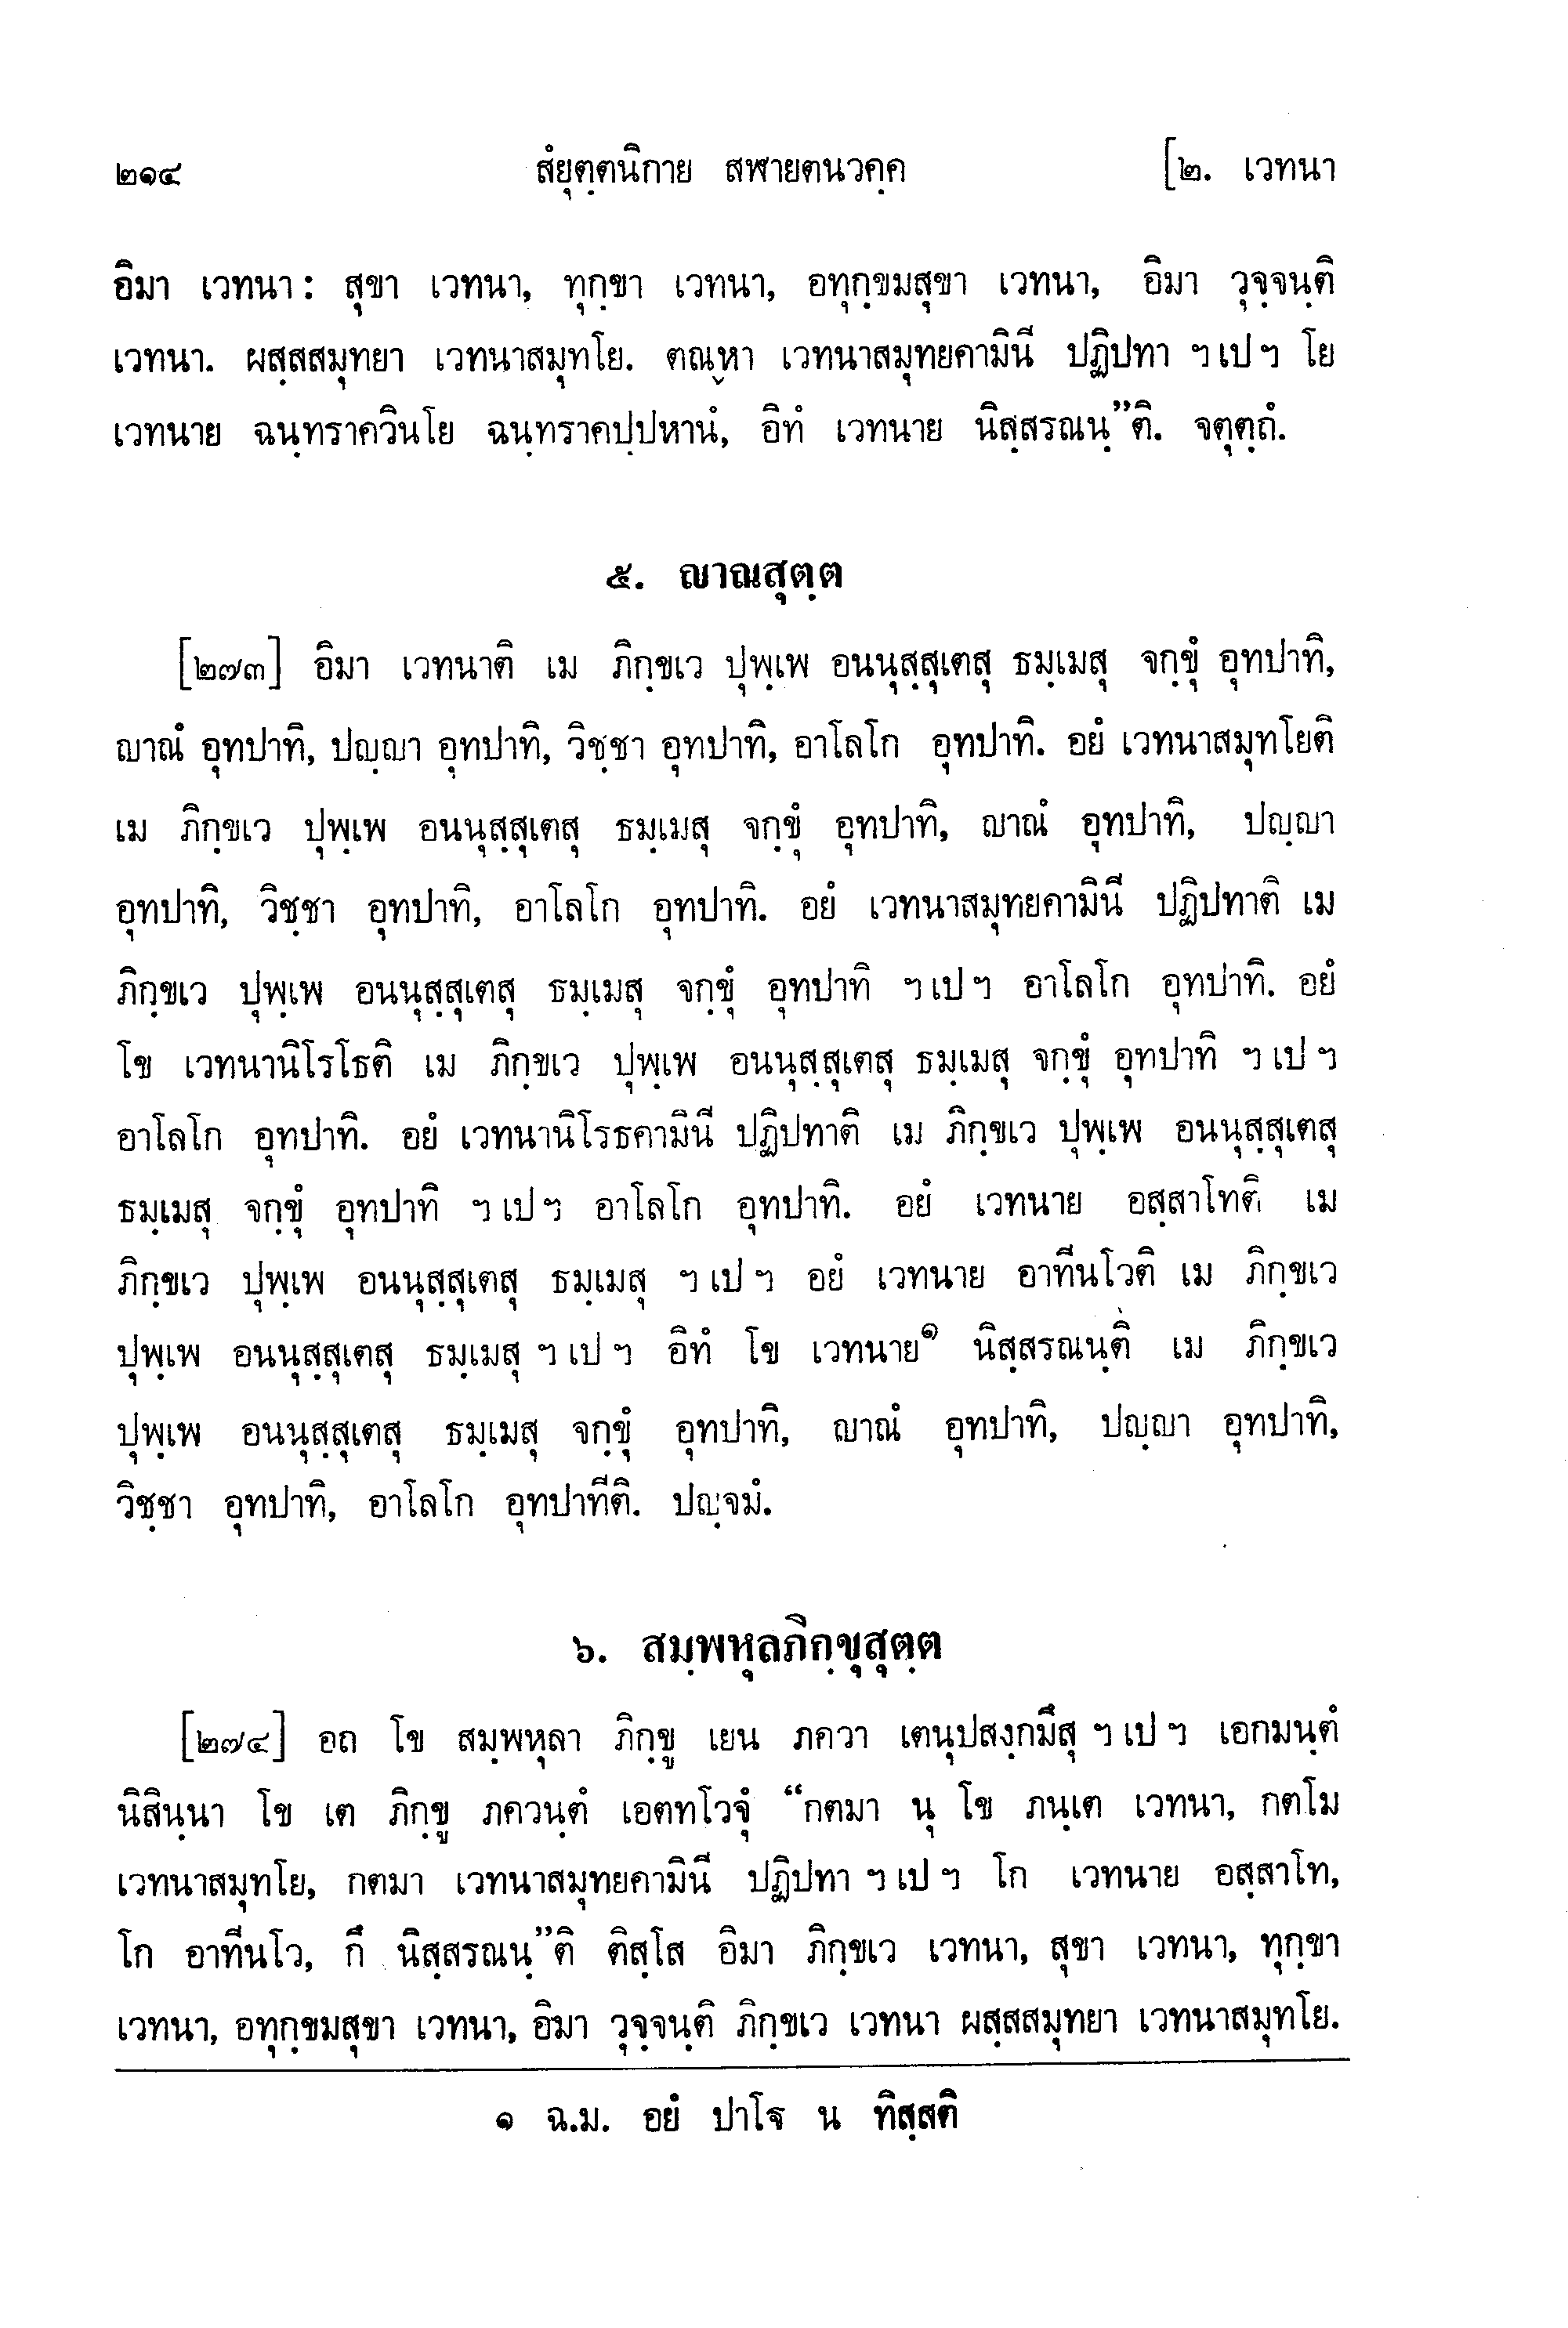 ๒๑๔ สํยุตฺตนิกาย สฬายตนวคฺค [๒. เวทนา
อิมา เวทนา: สุขา เวทนา, ทุกฺขา เวทนา, อทุกฺขมสุขา เวทนา, อิมา วุจฺจนฺติ
เวทนา. ผสฺสสมุทยา เวทนาสมุทโย. ตณฺหา เวทนาสมุทยคามินี ปฏิปทา ฯ เป ฯ โย
เวทนาย ฉนฺทราควินโย ฉนฺทราคปฺปหานํ, อิทํ เวทนาย นิสฺสรณนฺ”ติ. จตุตฺถํ.
๕. ญาณสุตฺต
[๒๗๓] อิมา เวทนาติ เม ภิกฺขเว ปุพฺเพ อนนุสฺสุเตสุ ธมฺเมสุ จกฺขุํ อุทปาทิ,
ญาณํ อุทปาทิ, ปญฺญา อุทปาทิ, วิชฺชา อุทปาทิ, อาโลโก อุทปาทิ. อยํ เวทนาสมุทโยติ
เม ภิกฺขเว ปุพฺเพ อนนุสฺสุเตสุ ธมฺเมสุ จกฺขุํ อุทปาทิ, ญาณํ อุทปาทิ, ปญฺญา
อุทปาทิ, วิชฺชา อุทปาทิ, อาโลโก อุทปาทิ. อยํ เวทนาสมุทยคามินี ปฏิปทาติ เม
ภิกฺขเว ปุพฺเพ อนนุสฺสุเตสุ ธมฺเมสุ จกฺขุํ อุทปาทิ ฯ เป ฯ อาโลโก อุทปาทิ. อยํ
โข เวทนานิโรโธติ เม ภิกฺขเว ปุพฺเพ อนนุสฺสุเตสุ ธมฺเมสุ จกฺขุํ อุทปาทิ ฯ เป ฯ
อาโลโก อุทปาทิ. อยํ เวทนานิโรธคามินี ปฏิปทาติ เม ภิกฺขเว ปุพฺเพ อนนุสฺสุเตสุ
ธมฺเมสุ จกฺขุํ อุทปาทิ ฯ เป ฯ อาโลโก อุทปาทิ. อยํ เวทนาย อสฺสาโทติ เม
ภิกฺขเว ปุพฺเพ อนนุสฺสุเตสุ ธมฺเมสุ ฯ เป ฯ อยํ เวทนาย อาทีนโวติ เม ภิกฺขเว
ปุพฺเพ อนนุสฺสุเตสุ ธมฺเมสุ ฯ เป ฯ อิทํ โข เวทนาย๑ นิสฺสรณนฺติ เม ภิกฺขเว
ปุพฺเพ อนนุสฺสุเตสุ ธมฺเมสุ จกฺขุํ อุทปาทิ, ญาณํ อุทปาทิ, ปญฺญา อุทปาทิ,
วิชฺชา อุทปาทิ, อาโลโก อุทปาทีติ. ปญฺจมํ.
๖. สมฺพหุลภิกฺขุสุตฺต
[๒๗๔] อถ โข สมฺพหุลา ภิกฺขู เยน ภควา เตนุปสงฺกมึสุ ฯ เป ฯ เอกมนฺตํ
นิสินฺนา โข เต ภิกฺขู ภควนฺตํ เอตทโวจุํ “กตมา นุ โข ภนฺเต เวทนา, กตโม
เวทนาสมุทโย, กตมา เวทนาสมุทยคามินี ปฏิปทา ฯ เป ฯ โก เวทนาย อสฺสาโท,
โก อาทีนโว, กึ นิสฺสรณนฺ”ติ ติสฺโส อิมา ภิกฺขเว เวทนา, สุขา เวทนา, ทุกฺขา
เวทนา, อทุกฺขมสุขา เวทนา, อิมา วุจฺจนฺติ ภิกฺขเว เวทนา ผสฺสสมุทยา เวทนาสมุทโย.
๑ ฉ.ม. อยํ ปาโฐ น ทิสฺสติ